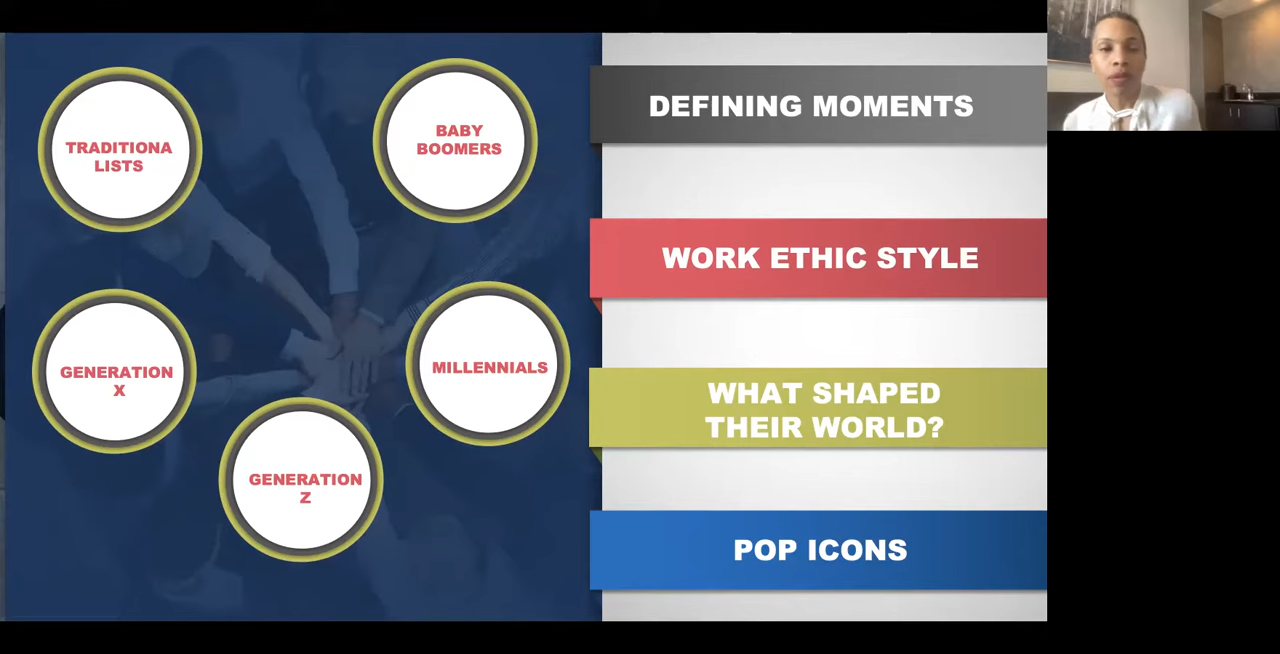 TRADITIONA
LISTS
BABY
BOOMERS
GENERATION
X
MILLENNIALS
GENERATION
Z
DEFINING MOMENTS
WORK ETHIC STYLE
WHAT SHAPED
THEIR WORLD?
POP ICONS